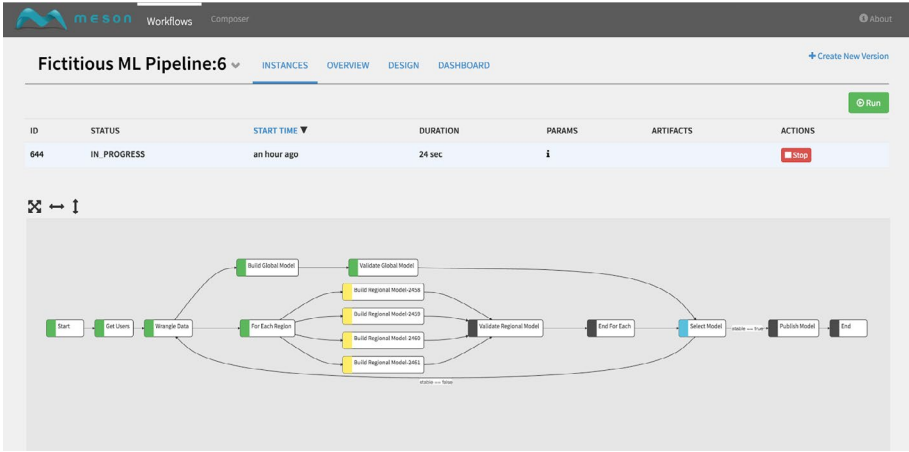 meson Workflows Composer About
Fictitious ML Pipeline:6 INSTANCES OVERVIEW DESIGN DASHBOARD +Create New Version
Run
ID STATUS START TIME ▼ DURATION PARAMS ARTIFACTS ACTIONS
644 IN_PROGRESS an hour ago 24 sec i Stop
Build Global Model Validate Global Model
Build Regional Model-2458
Build Regional Model-2459
Start Get Users Wrangle Data For Each Region Validate Regional Model End For Each Select Model stable == True Publish Model End
Build Regional Model-2460
Build Regional Model-2461
stable == false